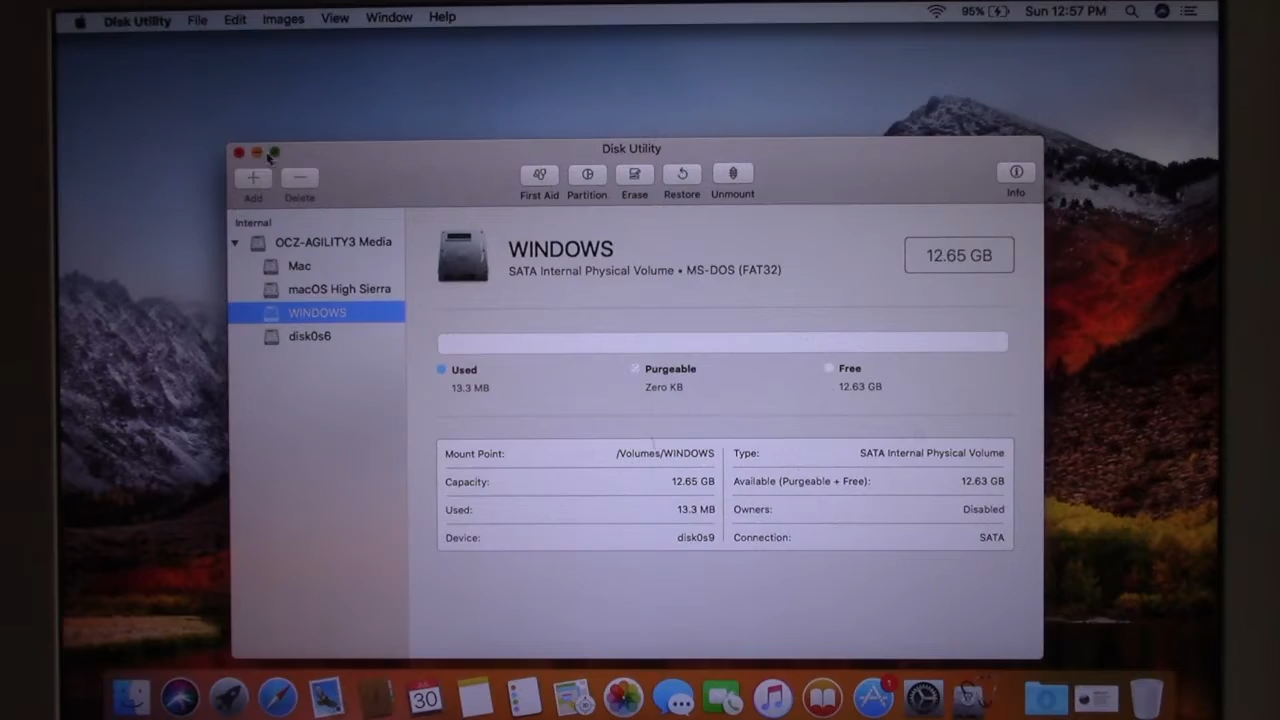 Disk Utility File Edit Images View Window Help 95% Sun 12:57 PM
Disk Utility
Add Delete First Aid Partition Erase Restore Unmount Info
Internal
OCZ-AGILITY3 Media
Mac
macOS High Sierra
WINDOWS
disk0s6
WINDOWS
SATA Internal Physical Volume • MS-DOS (FAT32)
12.65 GB
Used Purgeable Free
13.3 MB Zero KB 12.63 GB
Mount Point: /Volumes/WINDOWS Type: SATA Internal Physical Volume
Capacity: 12.65 GB Available (Purgeable + Free): 12.63 GB
Used: 13.3 MB Owners: Disabled
Device: disk0s9 Connection: SATA
30
1